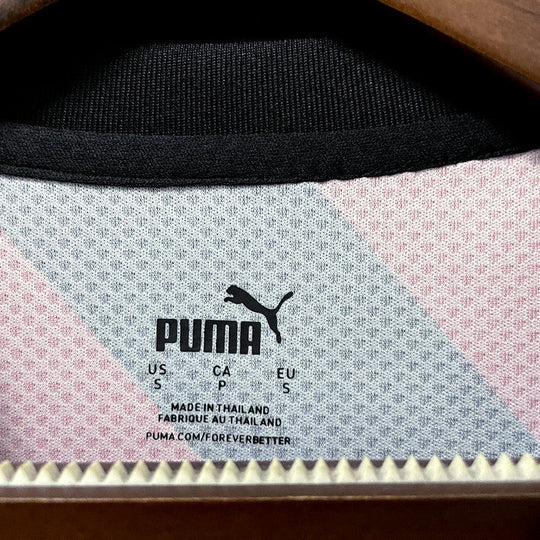 PUMA
US CA EU
S P S
MADE IN THAILAND
FABRIQUE AU THAILAND
PUMA.COM/FOREVERBETTER